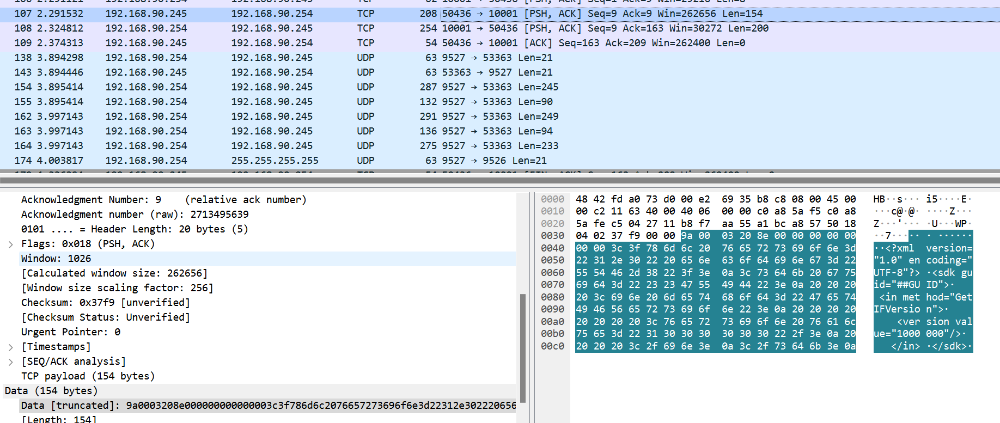 107 2.291532 192.168.90.245 192.168.90.254 TCP 208 50436 → 10001 [PSH, ACK] Seq=9 Ack=9 Win=262656 Len=154
108 2.324812 192.168.90.254 192.168.90.245 TCP 254 10001 → 50436 [PSH, ACK] Seq=9 Ack=163 Win=30272 Len=200
109 2.374313 192.168.90.245 192.168.90.254 TCP 54 50436 → 10001 [ACK] Seq=163 Ack=209 Win=262400 Len=0
138 3.894298 192.168.90.254 192.168.90.245 UDP 63 9527 → 53363 Len=21
143 3.894446 192.168.90.245 192.168.90.254 UDP 63 53363 → 9527 Len=21
154 3.895414 192.168.90.254 192.168.90.245 UDP 287 9527 → 53363 Len=245
155 3.895414 192.168.90.254 192.168.90.245 UDP 132 9527 → 53363 Len=90
162 3.997143 192.168.90.254 192.168.90.245 UDP 291 9527 → 53363 Len=249
163 3.997143 192.168.90.254 192.168.90.245 UDP 136 9527 → 53363 Len=94
164 3.997143 192.168.90.254 192.168.90.245 UDP 275 9527 → 53363 Len=233
174 4.003817 192.168.90.254 255.255.255.255 UDP 63 9527 → 9526 Len=21
Acknowledgment Number: 9    (relative ack number)
Acknowledgment number (raw): 2713495639
0101 .... = Header Length: 20 bytes (5)
Flags: 0x018 (PSH, ACK)
Window: 1026
[Calculated window size: 262656]
[Window size scaling factor: 256]
Checksum: 0x37f9 [unverified]
[Checksum Status: Unverified]
Urgent Pointer: 0
[Timestamps]
[SEQ/ACK analysis]
TCP payload (154 bytes)
Data (154 bytes)
Data [truncated]: 9a0003208e000000000000003c3f786d6c2076657273696f6e3d22312e302220656
[Length: 154]
0000 48 42 fd a0 73 d0 00 e2 69 35 b8 c8 08 00 45 00 HB··s··· i5····E·
0010 00 c2 11 63 40 00 40 06 00 00 c0 a8 5a f5 c0 a8 ···c@·@· ····Z···
0020 5a fe c5 04 27 11 b8 f7 aa 55 a1 bc a8 57 50 18 Z···'··· ·U···WP·
0030 04 02 37 f9 00 00 9a 00 03 20 8e 00 00 00 00 00 ··7····· · ······
0040 00 00 3c 3f 78 6d 6c 20 76 65 72 73 69 6f 6e 3d ··<?xml version=
0050 22 31 2e 30 22 20 65 6e 63 6f 64 69 6e 67 3d 22 "1.0" en coding="
0060 55 54 46 2d 38 22 3f 3e 0a 3c 73 64 6b 20 67 75 UTF-8"?> ·<sdk gu
0070 69 64 3d 22 23 23 47 55 49 44 22 3e 0a 20 20 20 id="##GU ID">·
0080 20 3c 69 6e 20 6d 65 74 68 6f 64 3d 22 47 65 74 <in met hod="Get
0090 49 46 56 65 72 73 69 6f 6e 22 3e 0a 20 20 20 20 IFVersio n">·
00a0 20 20 20 20 3c 76 65 72 73 69 6f 6e 20 76 61 6c <ver sion val
00b0 75 65 3d 22 31 30 30 30 30 30 30 22 2f 3e 0a 20 ue="1000 000"/>·
00c0 20 20 20 3c 2f 69 6e 3e 0a 3c 2f 73 64 6b 3e 0a </in> ·</sdk>·